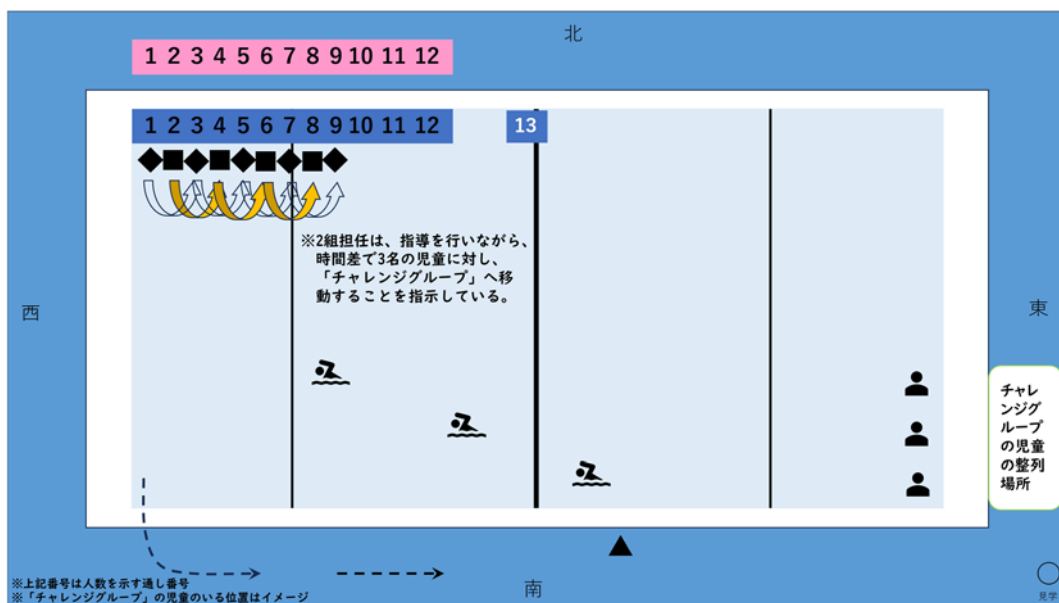 北
1 2 3 4 5 6 7 8 9 10 11 12
1 2 3 4 5 6 7 8 9 10 11 12
13
※2組担任は、指導を行いながら、
時間差で3名の児童に対し、
「チャレンジグループ」へ移
動することを指示している。
西
東
チャレ
ンジグ
ループ
の児童
の整列
場所
南
※上記番号は人数を示す通し番号
※「チャレンジグループ」の児童のいる位置はイメージ
見学